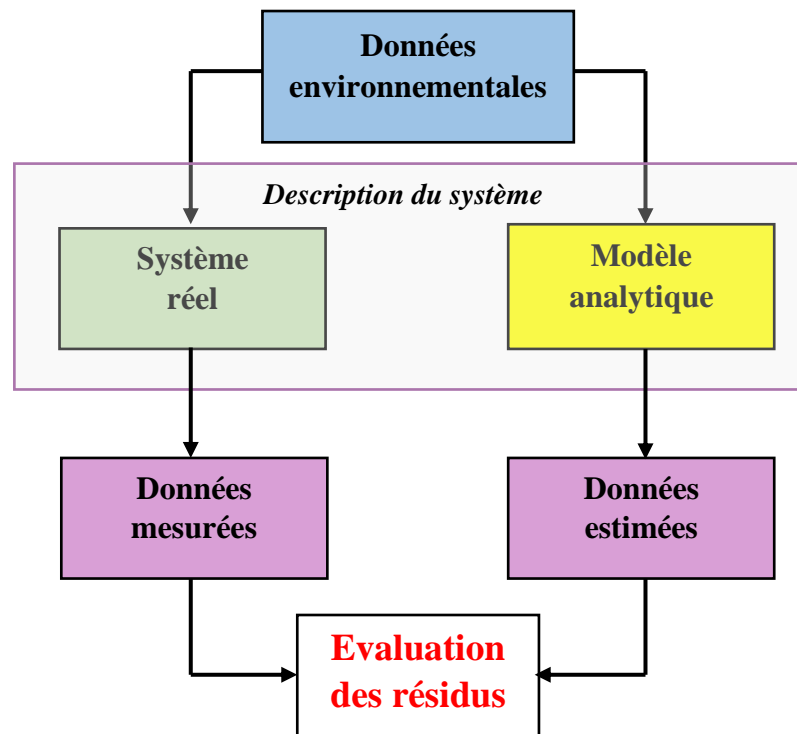 Données
environnementales
Description du système
Système
réel
Modèle
analytique
Données
mesurées
Données
estimées
Evaluation
des résidus